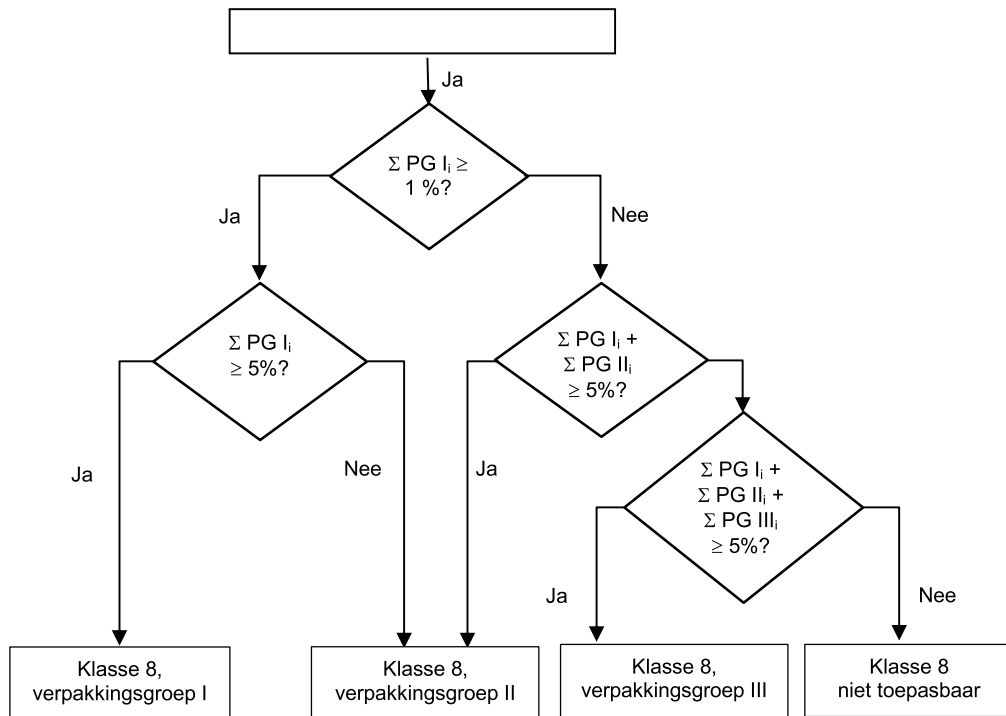 Ja
Σ PG Iᵢ ≥
1 %?
Ja
Nee
Σ PG Iᵢ
≥ 5%?
Σ PG Iᵢ +
Σ PG IIᵢ
≥ 5%?
Ja
Nee
Ja
Σ PG Iᵢ +
Σ PG IIᵢ +
Σ PG IIIᵢ
≥ 5%?
Ja
Nee
Klasse 8,
verpakkingsgroep I
Klasse 8,
verpakkingsgroep II
Klasse 8,
verpakkingsgroep III
Klasse 8
niet toepasbaar